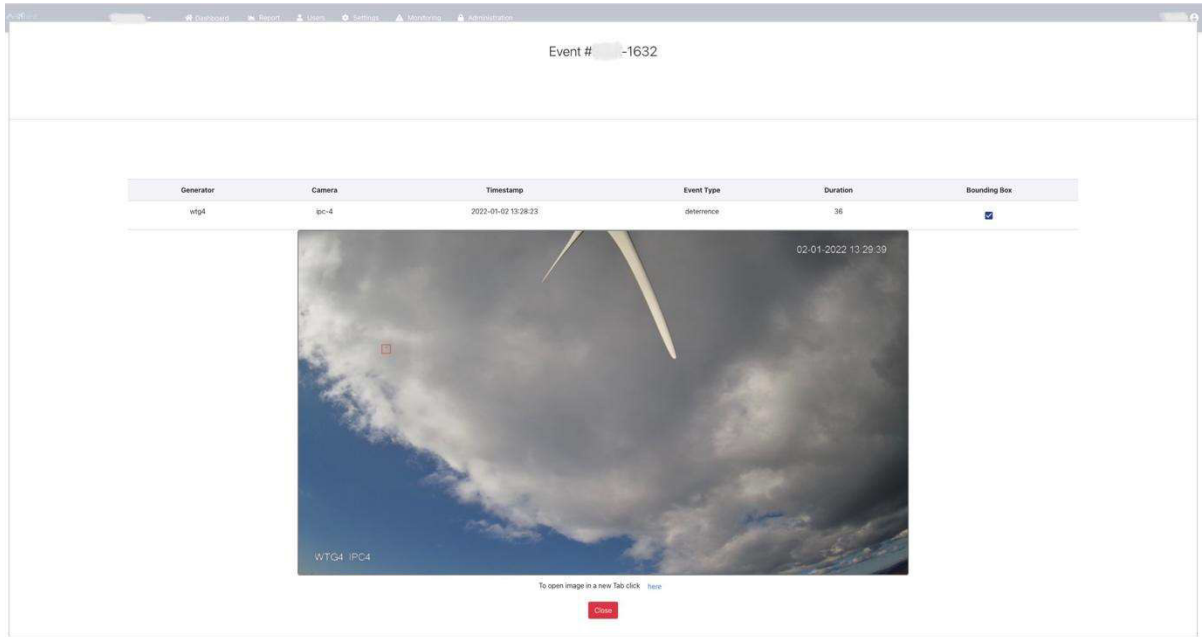 Dashboard Report Users Settings Monitoring Administration
Event # -1632
Generator Camera Timestamp Event Type Duration Bounding Box
wtg4 ipc-4 2022-01-02 13:28:23 deterrence 36
02-01-2022 13:29:39
WTG4 IPC4
To open image in a new Tab click here
Close